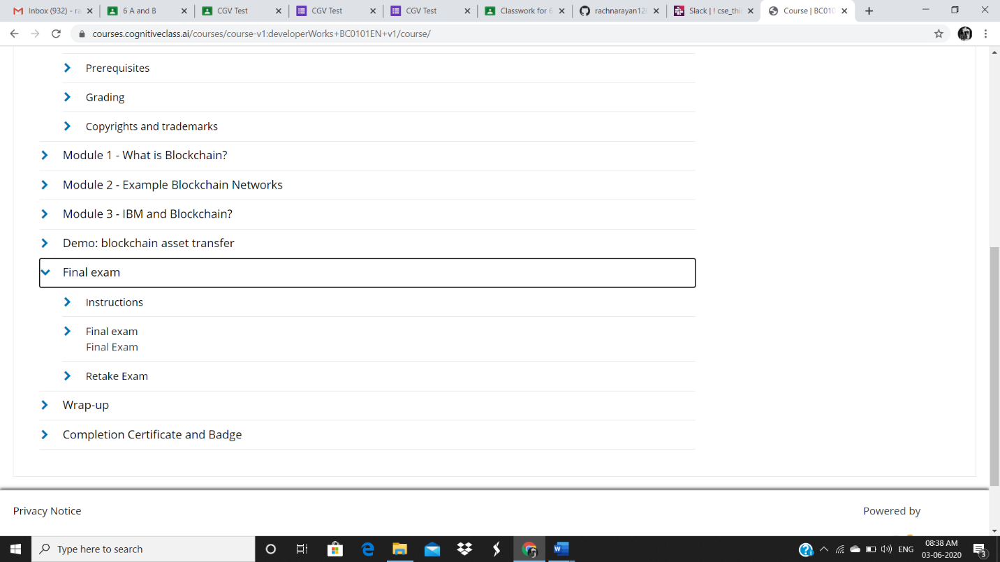 Inbox (932) - ra
6 A and B
CGV Test
CGV Test
CGV Test
Classwork for 6
rachnarayan12
Slack | ! cse_thi
Course | BC010
courses.cognitiveclass.ai/courses/course-v1:developerWorks+BC0101EN+v1/course/
Prerequisites
Grading
Copyrights and trademarks
Module 1 - What is Blockchain?
Module 2 - Example Blockchain Networks
Module 3 - IBM and Blockchain?
Demo: blockchain asset transfer
Final exam
Instructions
Final exam
Final Exam
Retake Exam
Wrap-up
Completion Certificate and Badge
Privacy Notice
Powered by
Type here to search
ENG
08:38 AM
03-06-2020
3